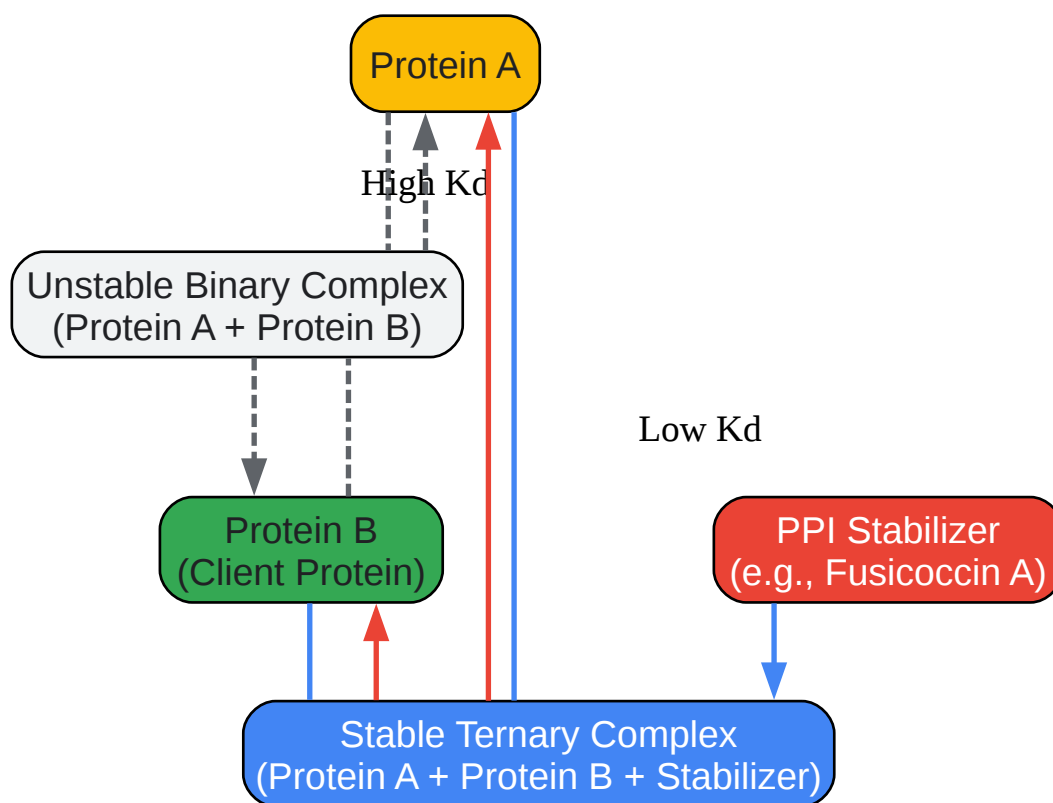 Protein A
High Kd
Unstable Binary Complex
(Protein A + Protein B)
Low Kd
Protein B
(Client Protein)
PPI Stabilizer
(e.g., Fusicoccin A)
Stable Ternary Complex
(Protein A + Protein B + Stabilizer)